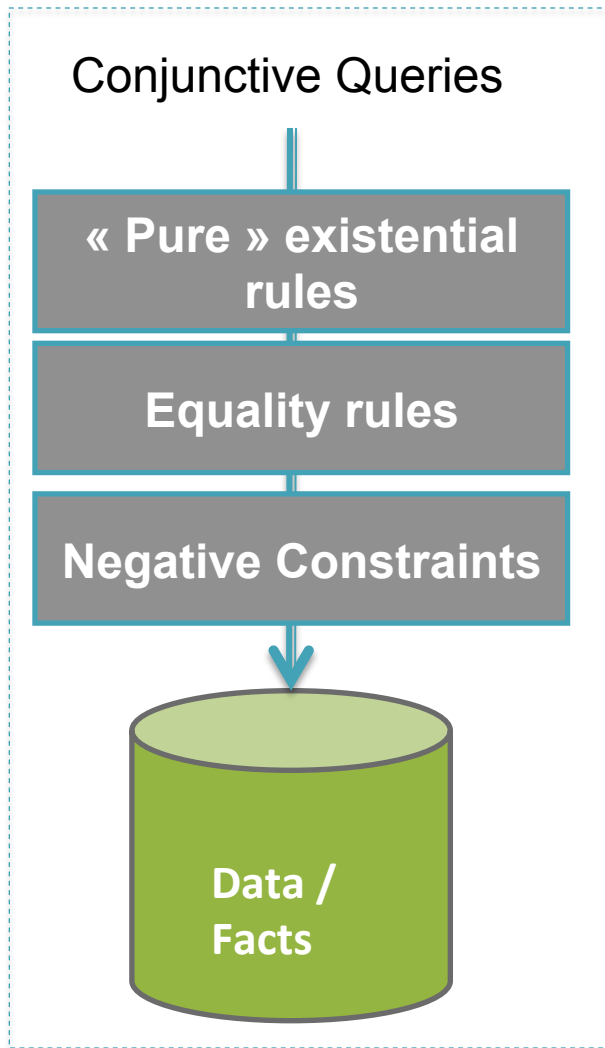 Conjunctive Queries
« Pure » existential
rules
Equality rules
Negative Constraints
Data /
Facts